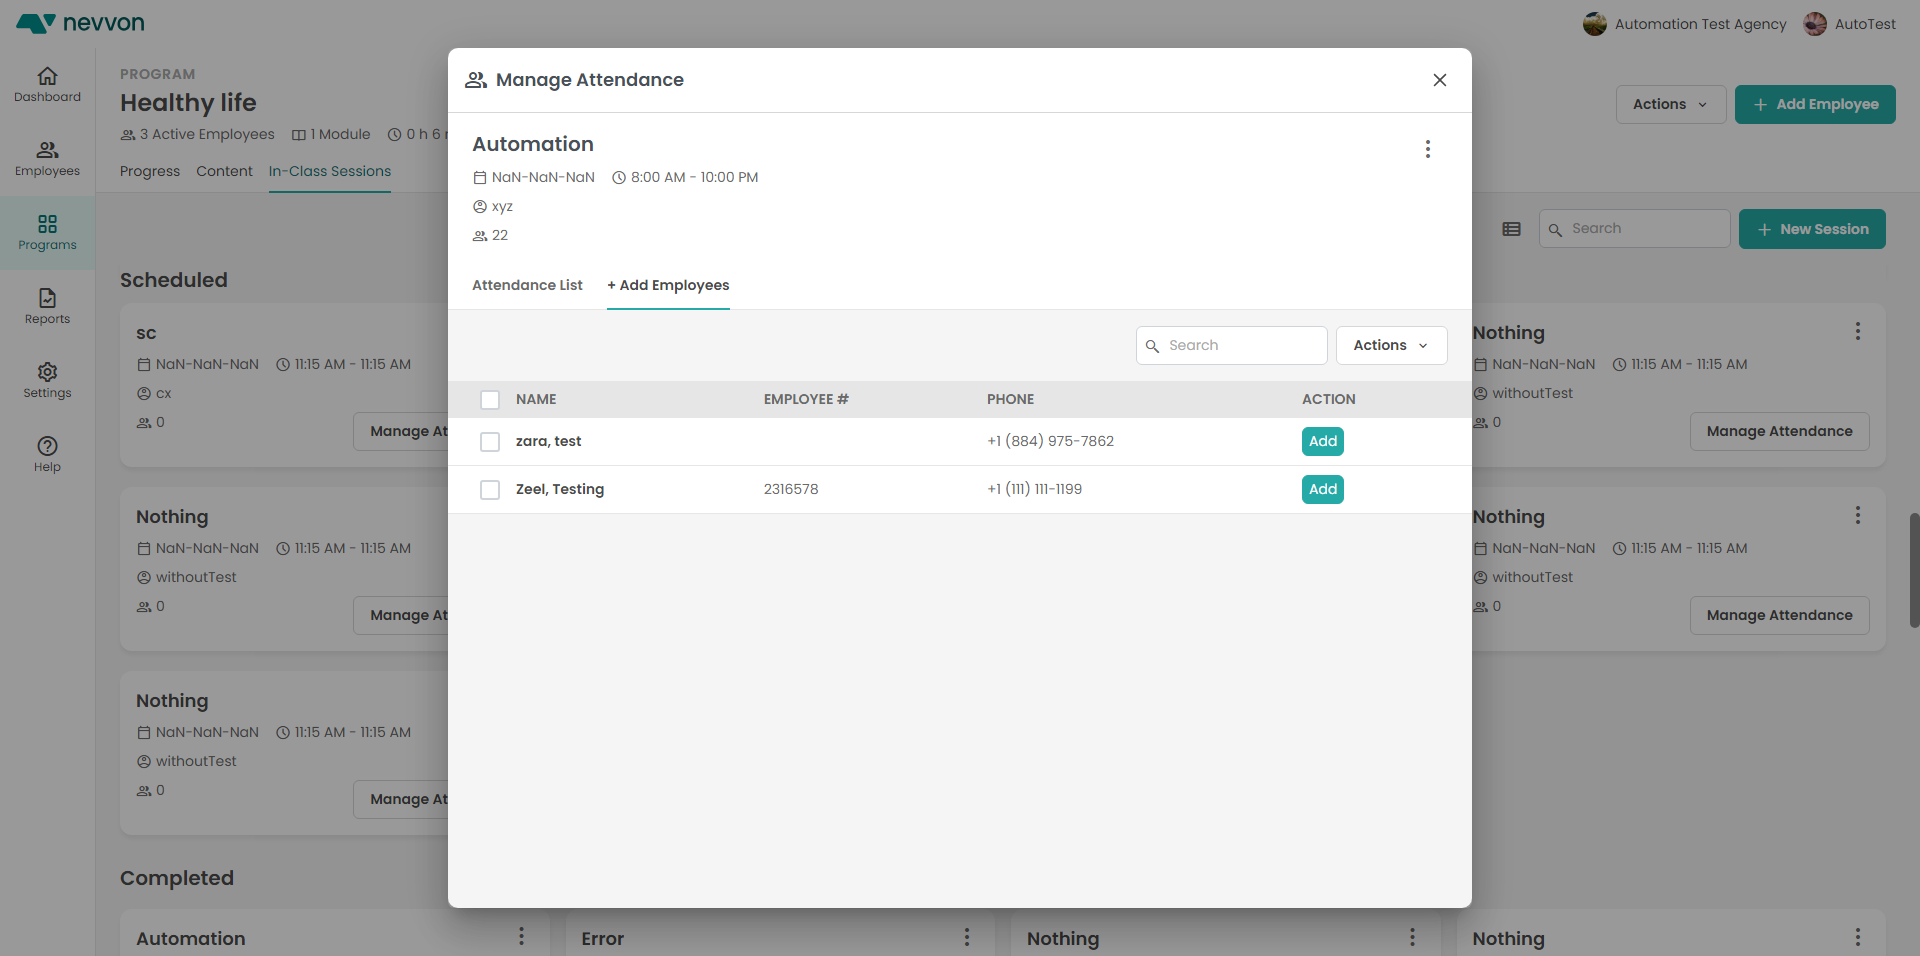 nevvon
Automation Test Agency
AutoTest
Dashboard
Employees
Programs
Reports
Settings
Help
PROGRAM
Healthy life
3 Active Employees 1 Module 0 h 6
Progress Content In-Class Sessions
Actions
+ Add Employee
Search
+ New Session
Scheduled
sc
NaN-NaN-NaN 11:15 AM - 11:15 AM
cx
0
Manage At
Nothing
NaN-NaN-NaN 11:15 AM - 11:15 AM
withoutTest
0
Manage At
Nothing
NaN-NaN-NaN 11:15 AM - 11:15 AM
withoutTest
0
Manage At
Manage Attendance
Automation
NaN-NaN-NaN 8:00 AM - 10:00 PM
xyz
22
Attendance List + Add Employees
Search
Actions
NAME EMPLOYEE # PHONE ACTION
zara, test +1 (884) 975-7862 Add
Zeel, Testing 2316578 +1 (111) 111-1199 Add
Nothing
NaN-NaN-NaN 11:15 AM - 11:15 AM
withoutTest
0
Manage Attendance
Nothing
NaN-NaN-NaN 11:15 AM - 11:15 AM
withoutTest
0
Manage Attendance
Completed
Automation
Error
Nothing
Nothing